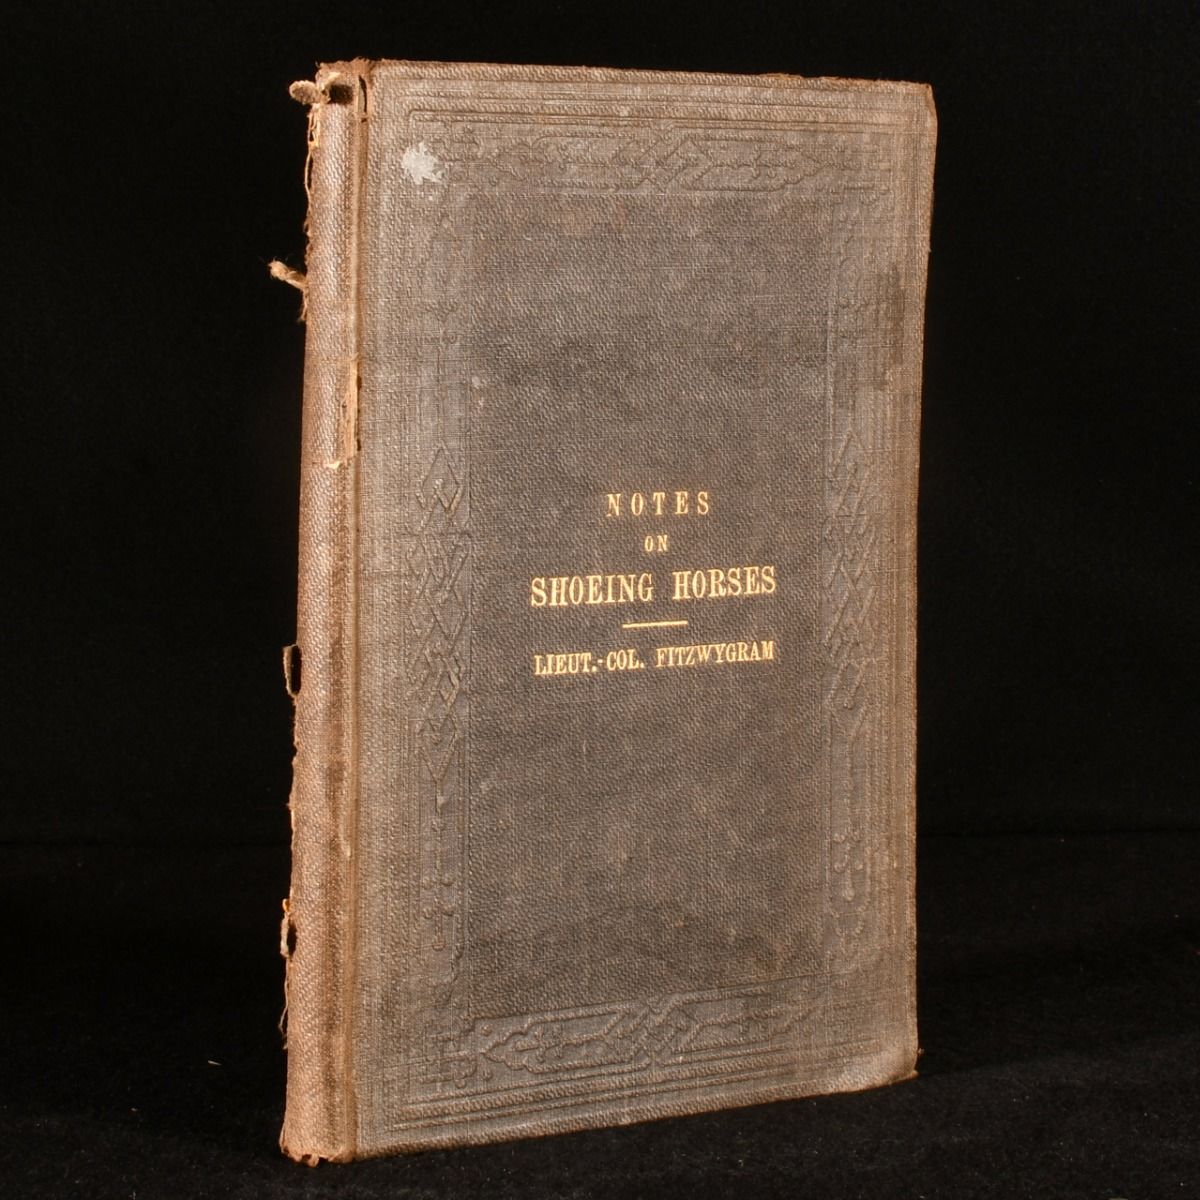 NOTES
ON
SHOEING HORSES
LIEUT.-COL. FITZWYGRAM